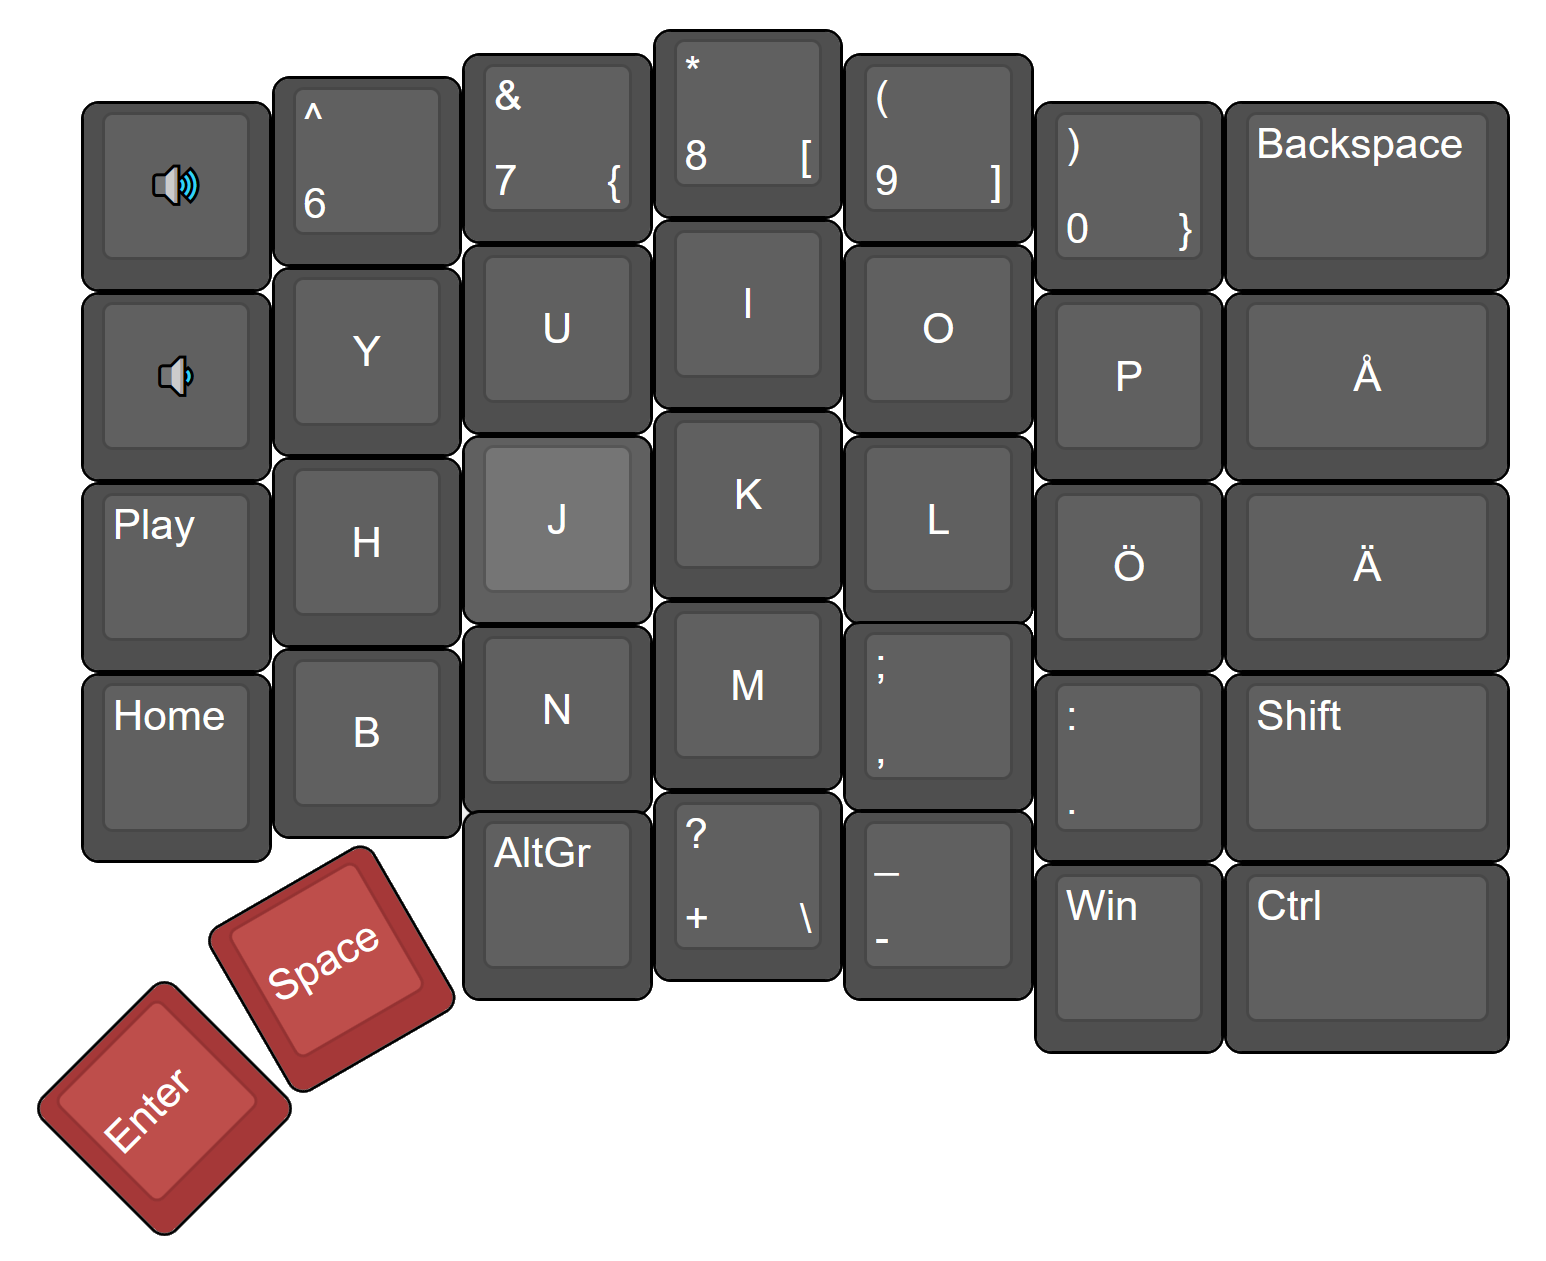 ^
6
&
7 {
*
8 [
(
9 ]
)
0 }
Backspace
Y
U
I
O
P
Å
Play
H
J
K
L
Ö
Ä
Home
B
N
M
;
,
:
.
Shift
AltGr
?
+ \
_
-
Win
Ctrl
Space
Enter